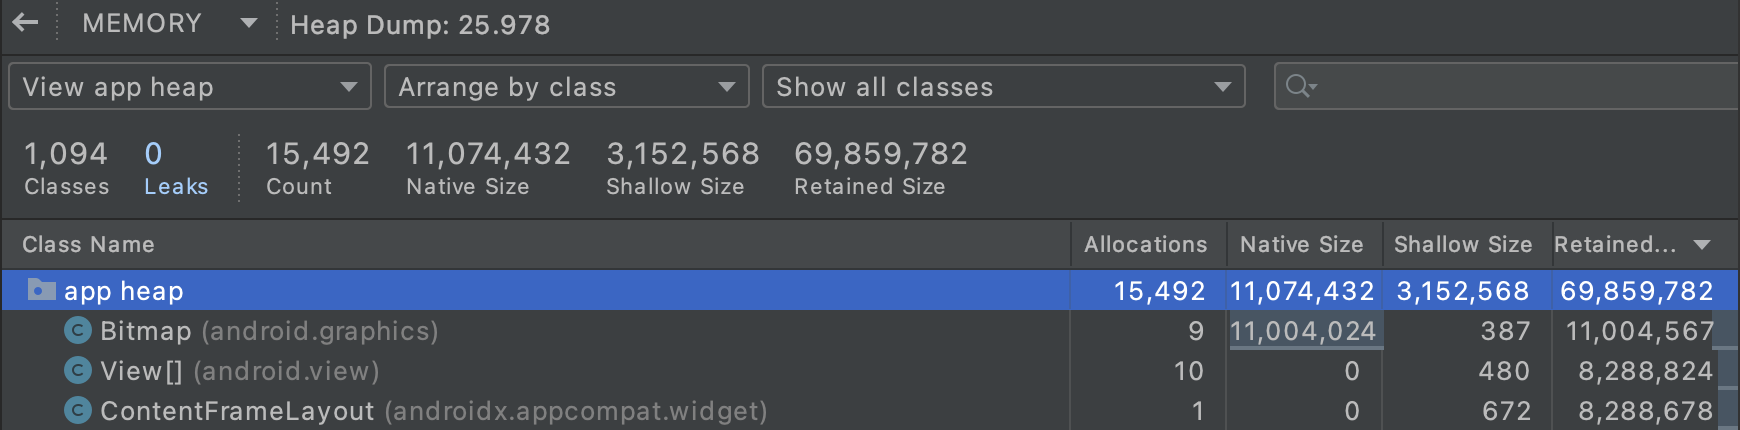 MEMORY Heap Dump: 25.978
View app heap Arrange by class Show all classes
1,094 0 15,492 11,074,432 3,152,568 69,859,782
Classes Leaks Count Native Size Shallow Size Retained Size
Class Name Allocations Native Size Shallow Size Retained...
app heap 15,492 11,074,432 3,152,568 69,859,782
C Bitmap (android.graphics) 9 11,004,024 387 11,004,567
C View[] (android.view) 10 0 480 8,288,824
C ContentFrameLayout (androidx.appcompat.widget) 1 0 672 8,288,678